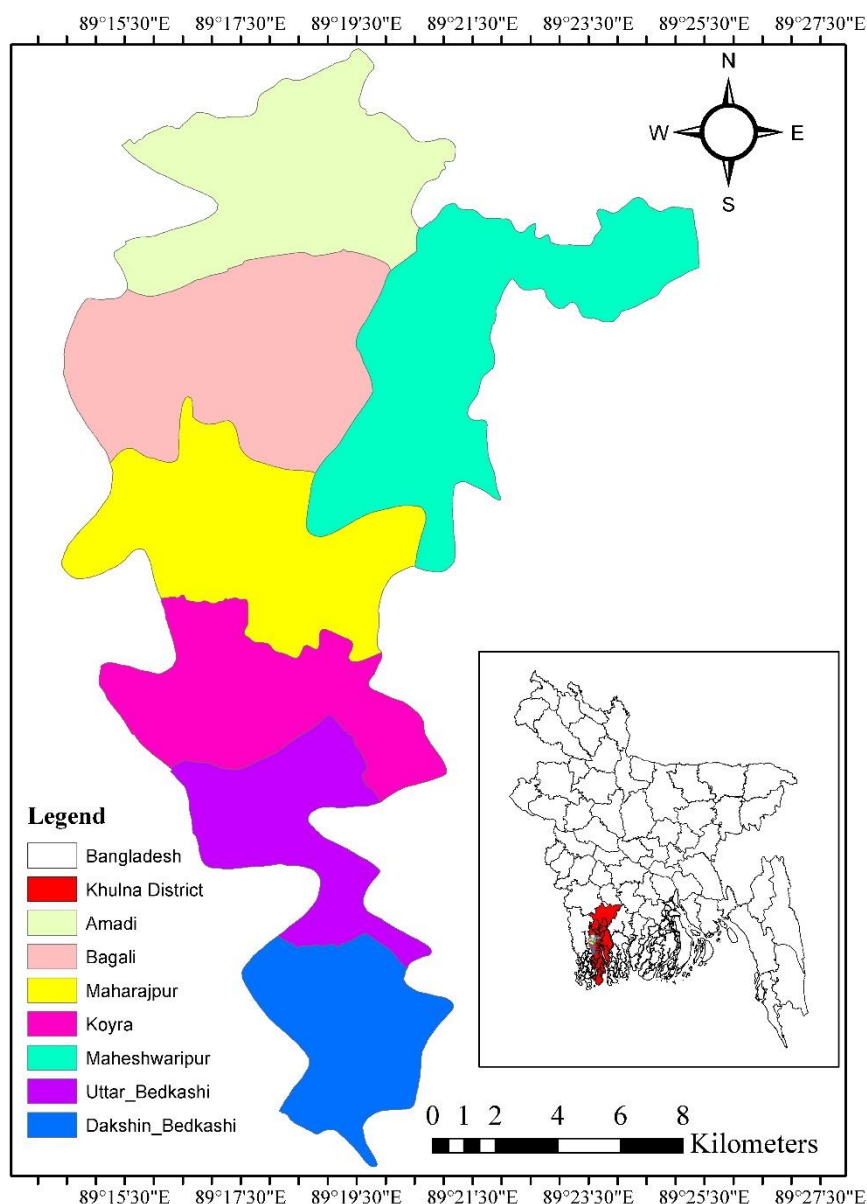 89°15'30"E 89°17'30"E 89°19'30"E 89°21'30"E 89°23'30"E 89°25'30"E 89°27'30"E
N
W E
S
Legend
Bangladesh
Khulna District
Amadi
Bagali
Maharajpur
Koyra
Maheshwaripur
Uttar_Bedkashi
Dakshin_Bedkashi
0 1 2 4 6 8
Kilometers
89°15'30"E 89°17'30"E 89°19'30"E 89°21'30"E 89°23'30"E 89°25'30"E 89°27'30"E